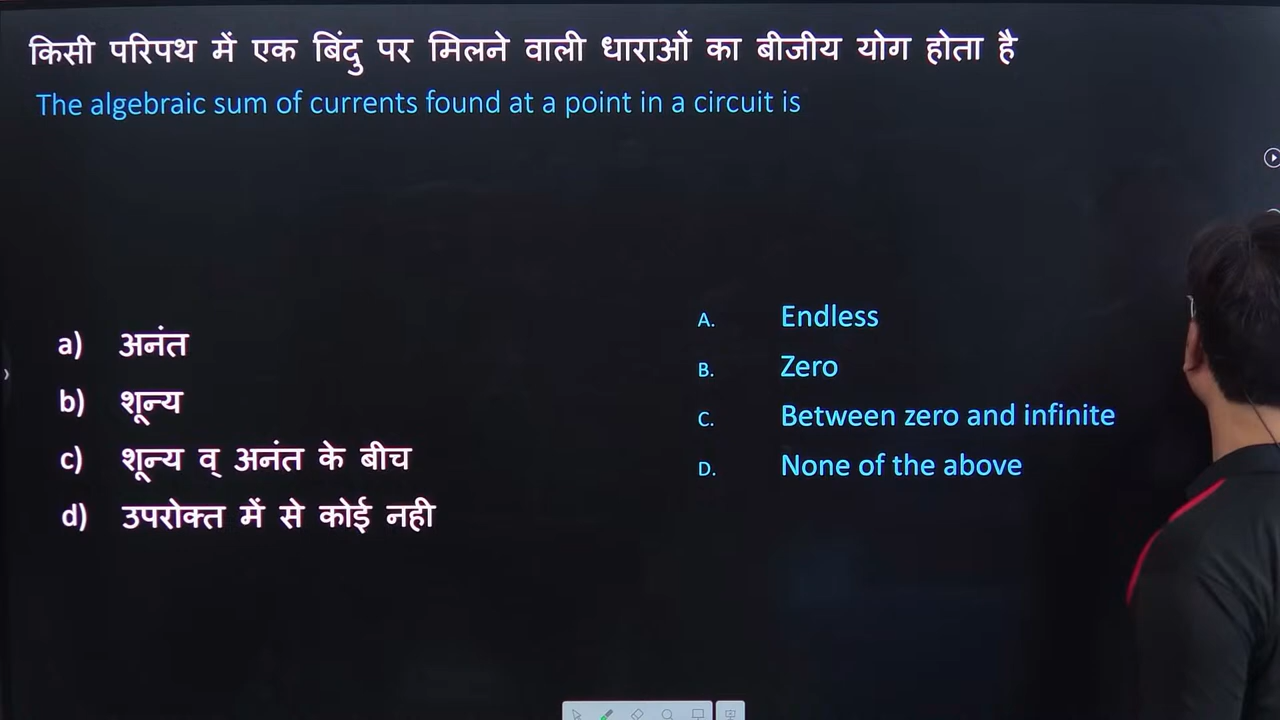 किसी परिपथ में एक बिंदु पर मिलने वाली धाराओं का बीजीय योग होता है
The algebraic sum of currents found at a point in a circuit is
a) अनंत
b) शून्य
c) शून्य व् अनंत के बीच
d) उपरोक्त में से कोई नही
A. Endless
B. Zero
C. Between zero and infinite
D. None of the above